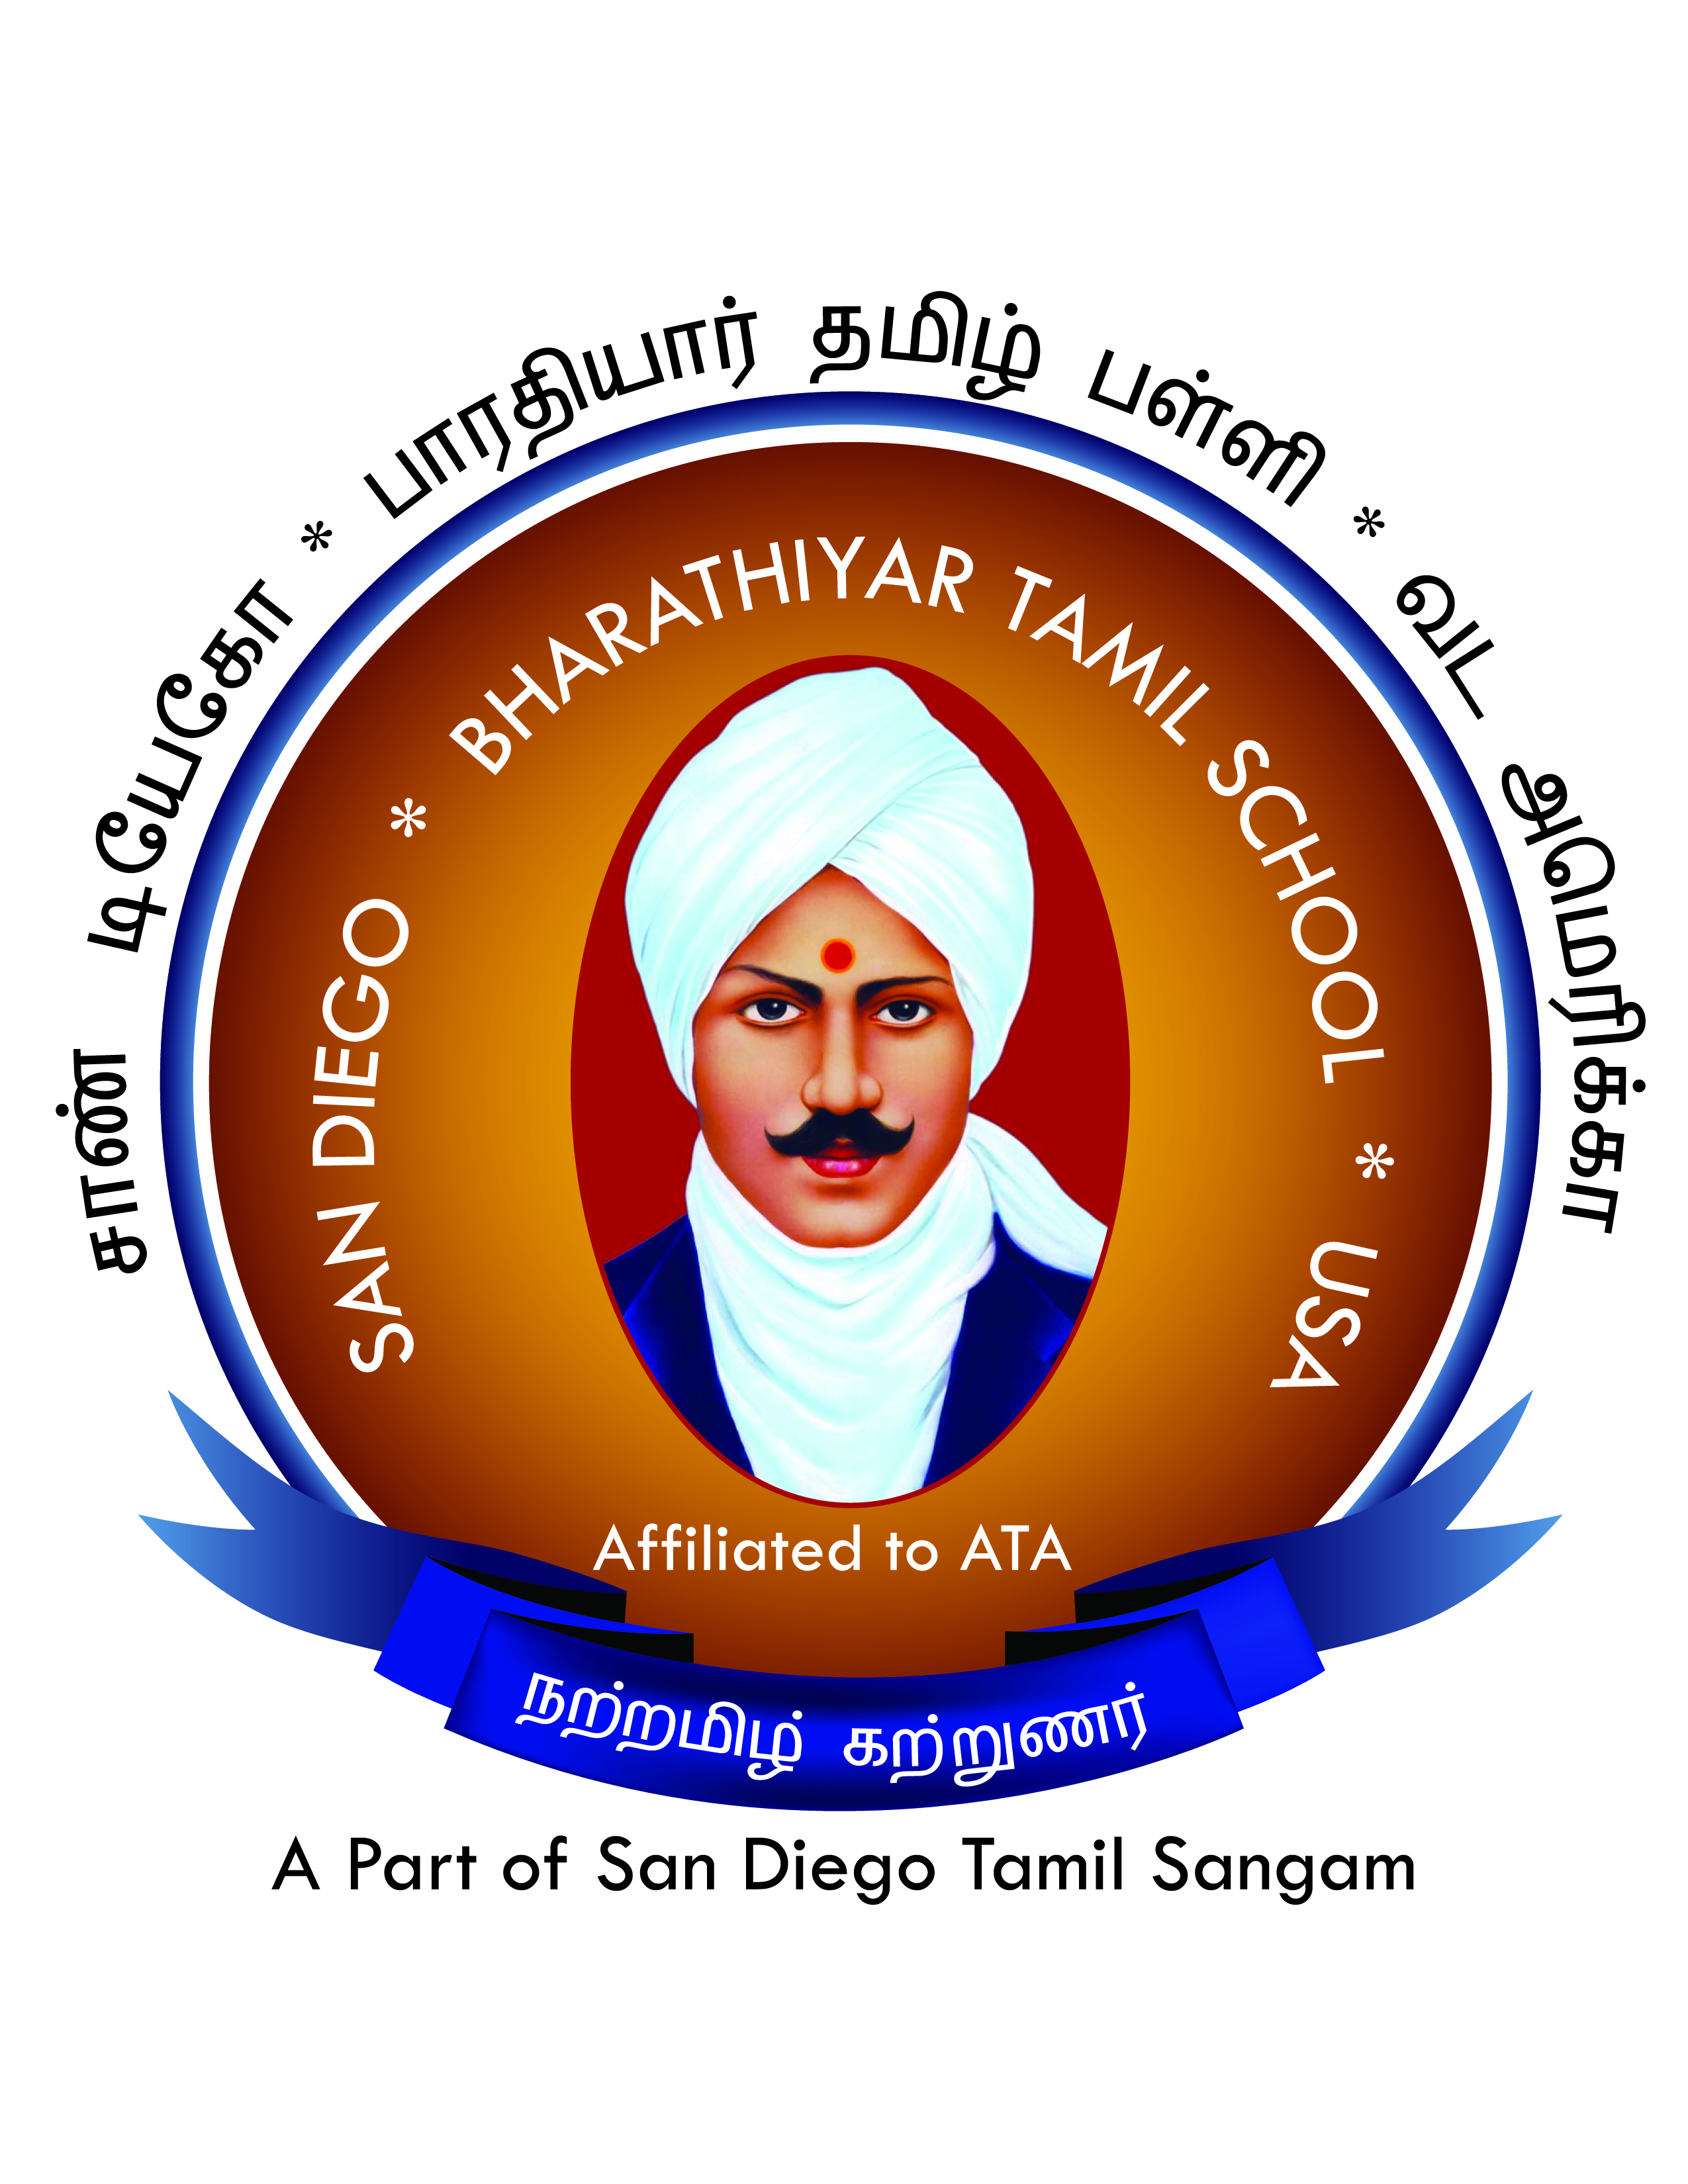 சான் டியேகோ * பாரதியார் தமிழ் பள்ளி * வட அமெரிக்கா
SAN DIEGO * BHARATHIYAR TAMIL SCHOOL * USA
Affiliated to ATA
நற்றமிழ் கற்றுணர்
A Part of San Diego Tamil Sangam